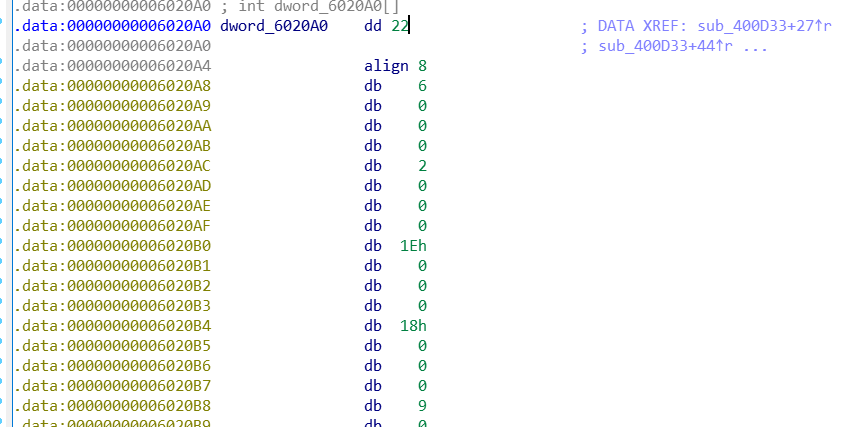 .data:00000000006020A0 ; int dword_6020A0[]
.data:00000000006020A0 dword_6020A0 dd 22 ; DATA XREF: sub_400D33+27↑r
.data:00000000006020A0 ; sub_400D33+44↑r ...
.data:00000000006020A4 align 8
.data:00000000006020A8 db 6
.data:00000000006020A9 db 0
.data:00000000006020AA db 0
.data:00000000006020AB db 0
.data:00000000006020AC db 2
.data:00000000006020AD db 0
.data:00000000006020AE db 0
.data:00000000006020AF db 0
.data:00000000006020B0 db 1Eh
.data:00000000006020B1 db 0
.data:00000000006020B2 db 0
.data:00000000006020B3 db 0
.data:00000000006020B4 db 18h
.data:00000000006020B5 db 0
.data:00000000006020B6 db 0
.data:00000000006020B7 db 0
.data:00000000006020B8 db 9
.data:00000000006020B9 db 0